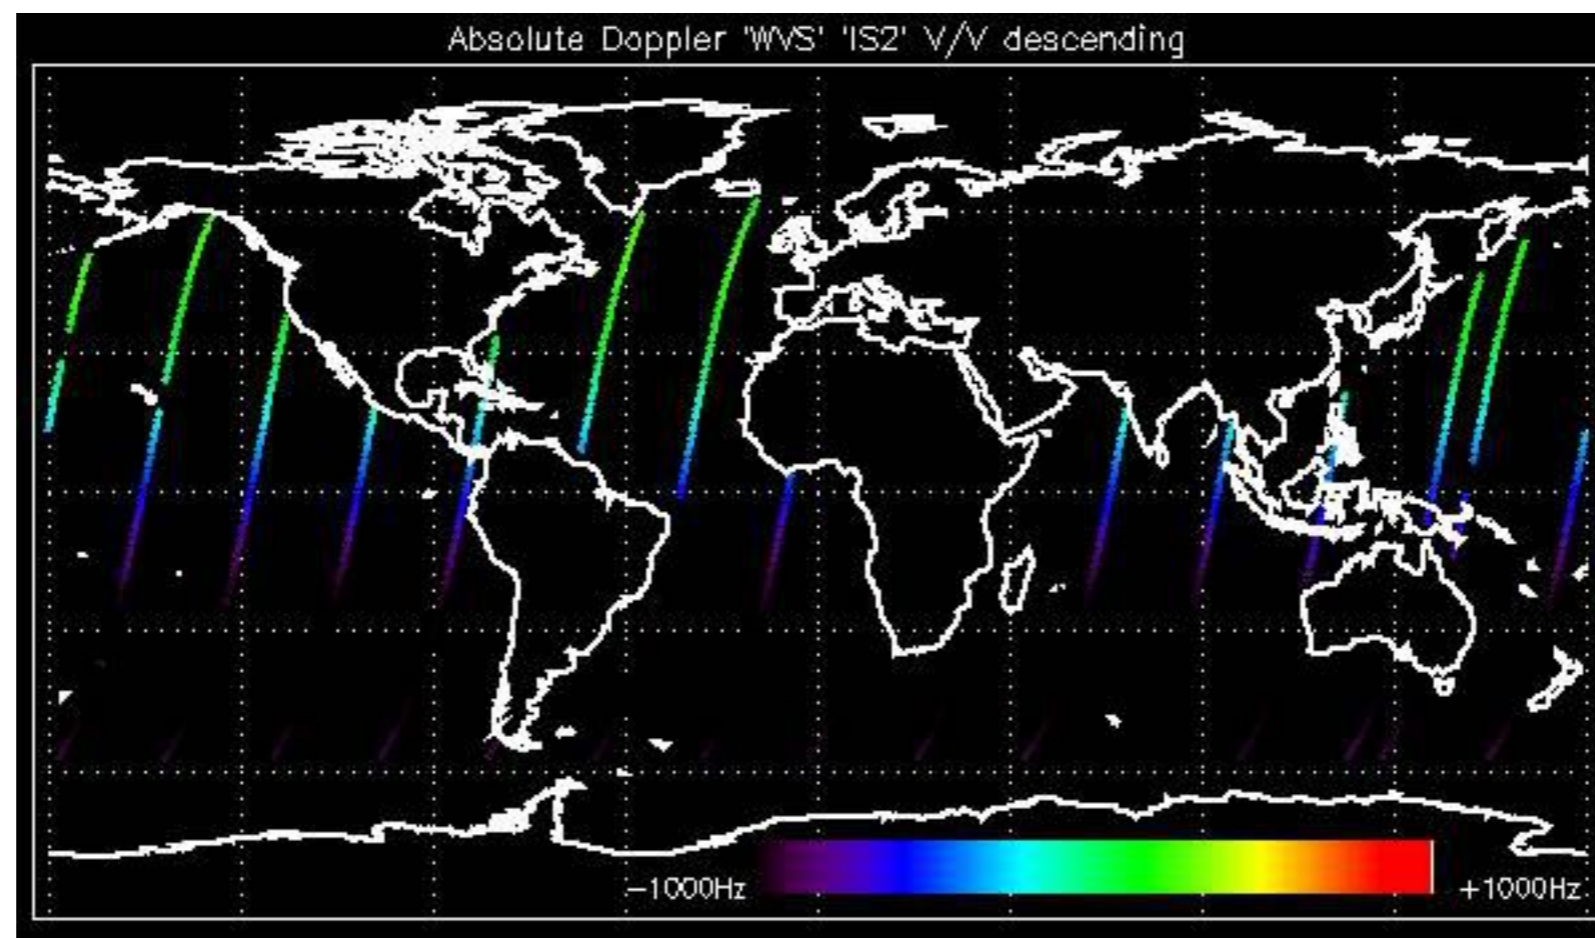 Absolute Doppler 'WVS' 'IS2' V/V descending
−1000Hz
+1000Hz